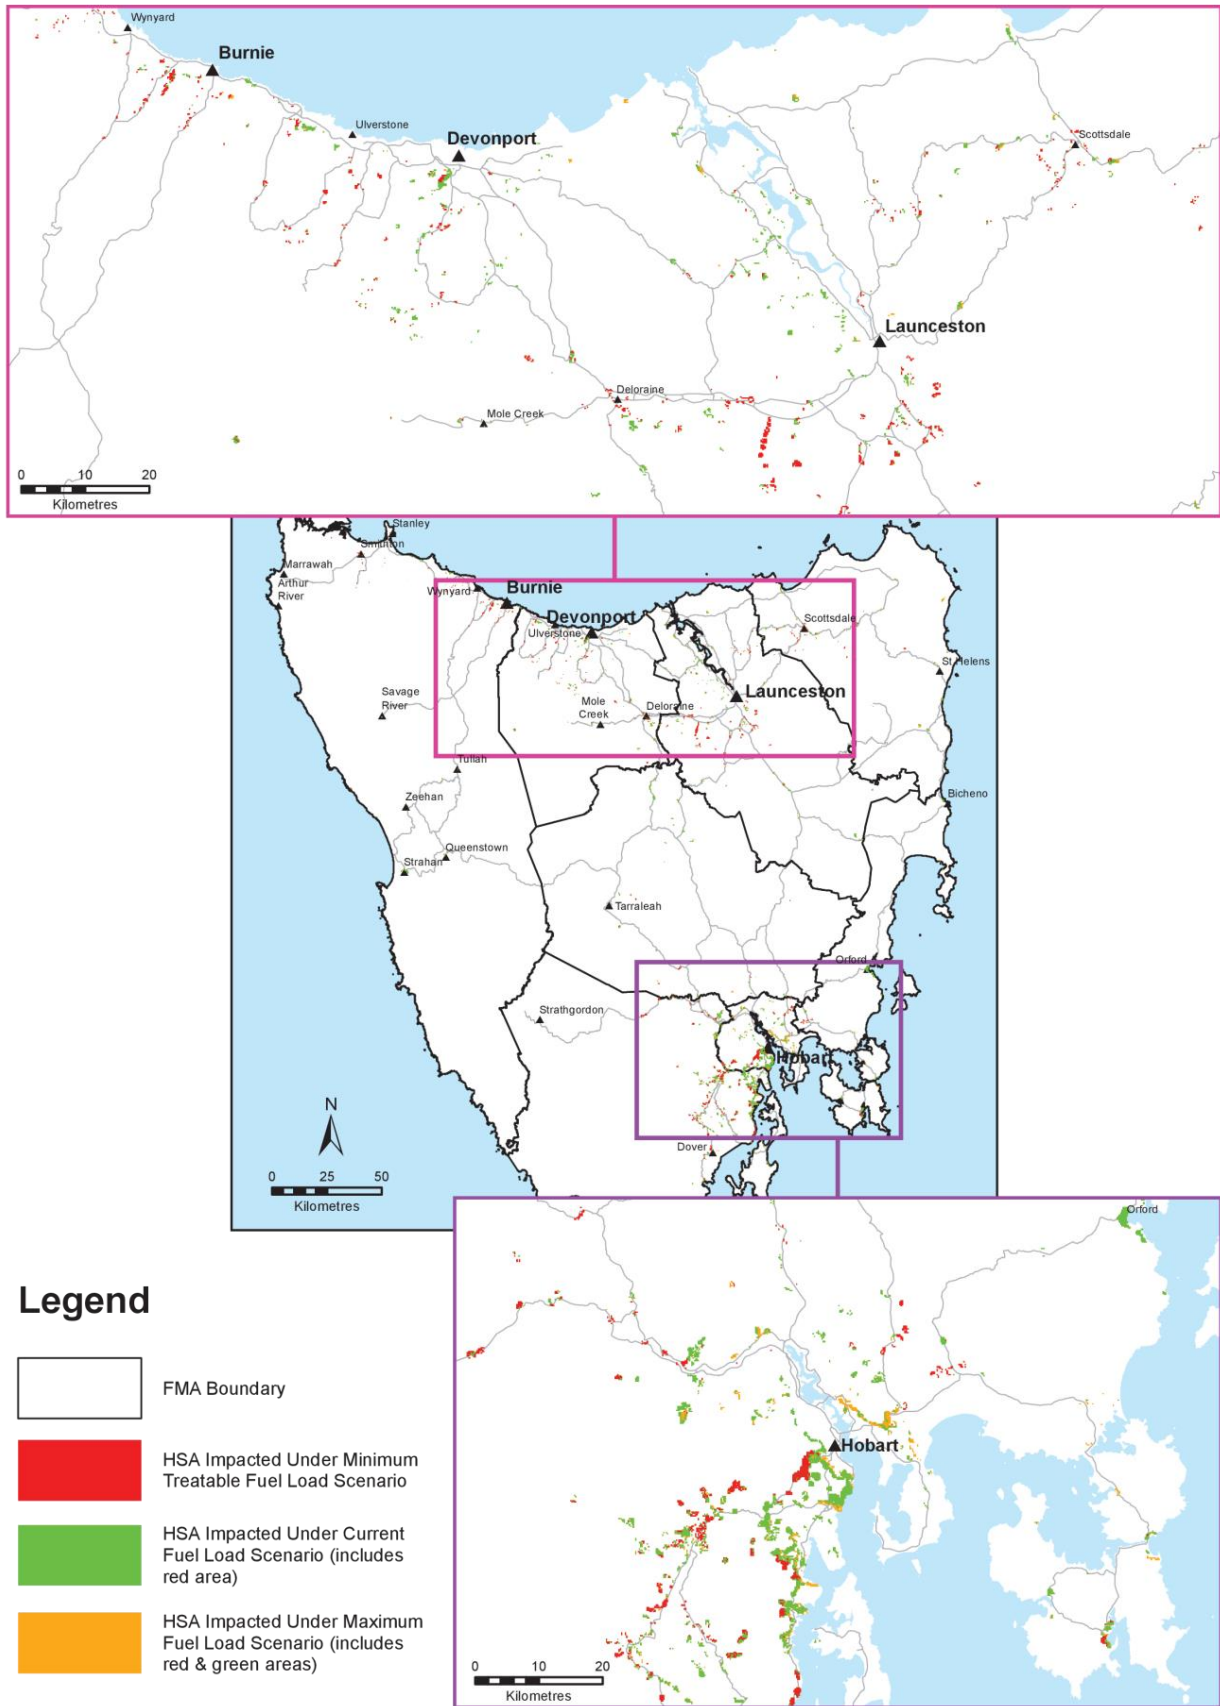 Wynyard
Burnie
Ulverstone
Devonport
Scottsdale
Launceston
Deloraine
Mole Creek
0 10 20
Kilometres
Stanley
Smithton
Marrawah
Arthur
River
Wynyard
Burnie
Devonport
Ulverstone
Scottsdale
St Helens
Launceston
Savage
River
Mole
Creek
Deloraine
Tullah
Zeehan
Bicheno
Queenstown
Strahan
Tarraleah
Orford
Strathgordon
Hobart
N
Dover
0 25 50
Kilometres
Orford
Hobart
0 10 20
Kilometres
Legend
FMA Boundary
HSA Impacted Under Minimum
Treatable Fuel Load Scenario
HSA Impacted Under Current
Fuel Load Scenario (includes
red area)
HSA Impacted Under Maximum
Fuel Load Scenario (includes
red & green areas)